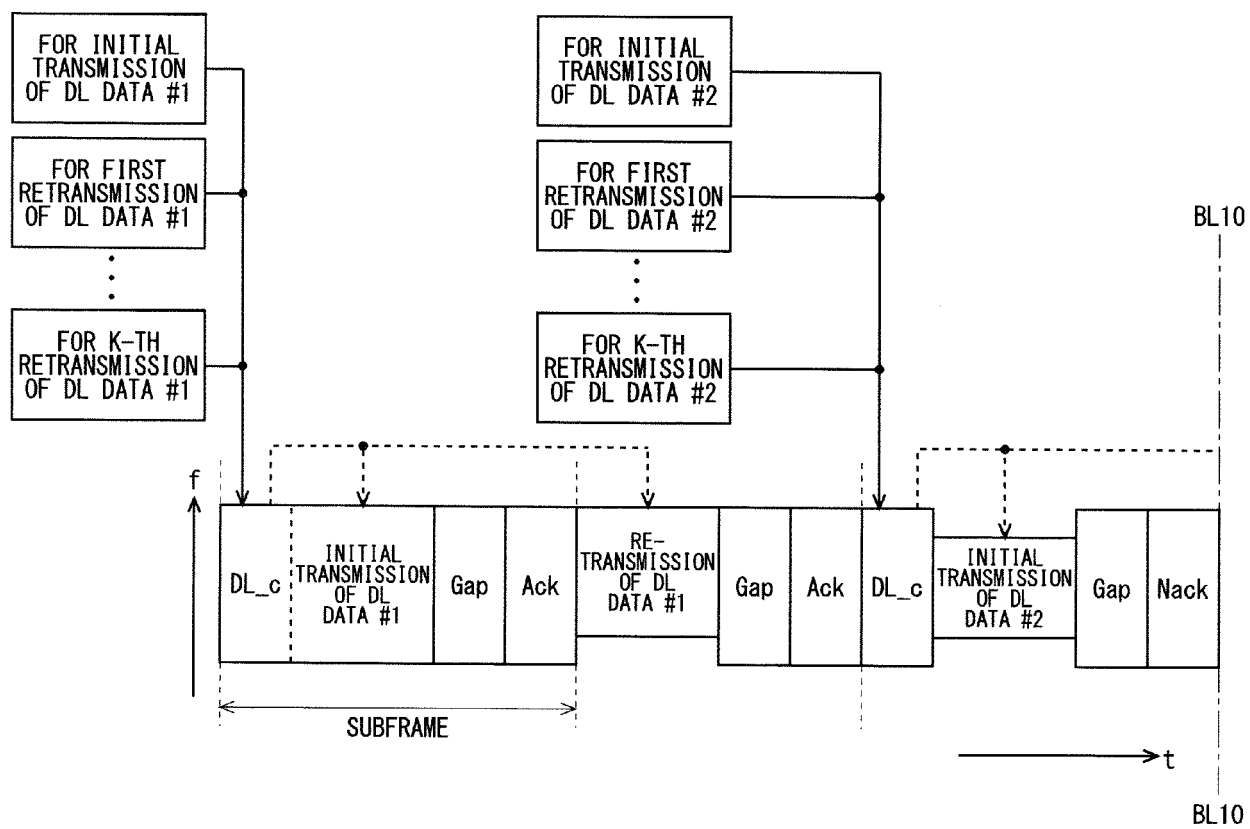 FOR INITIAL
TRANSMISSION
OF DL DATA #1
FOR FIRST
RETRANSMISSION
OF DL DATA #1
FOR K-TH
RETRANSMISSION
OF DL DATA #1
FOR INITIAL
TRANSMISSION
OF DL DATA #2
FOR FIRST
RETRANSMISSION
OF DL DATA #2
FOR K-TH
RETRANSMISSION
OF DL DATA #2
BL10
f
DL_c
INITIAL
TRANSMISSION
OF DL
DATA #1
Gap
Ack
RE-
TRANSMISSION
OF DL
DATA #1
Gap
Ack
DL_c
INITIAL
TRANSMISSION
OF DL
DATA #2
Gap
Nack
SUBFRAME
t
BL10